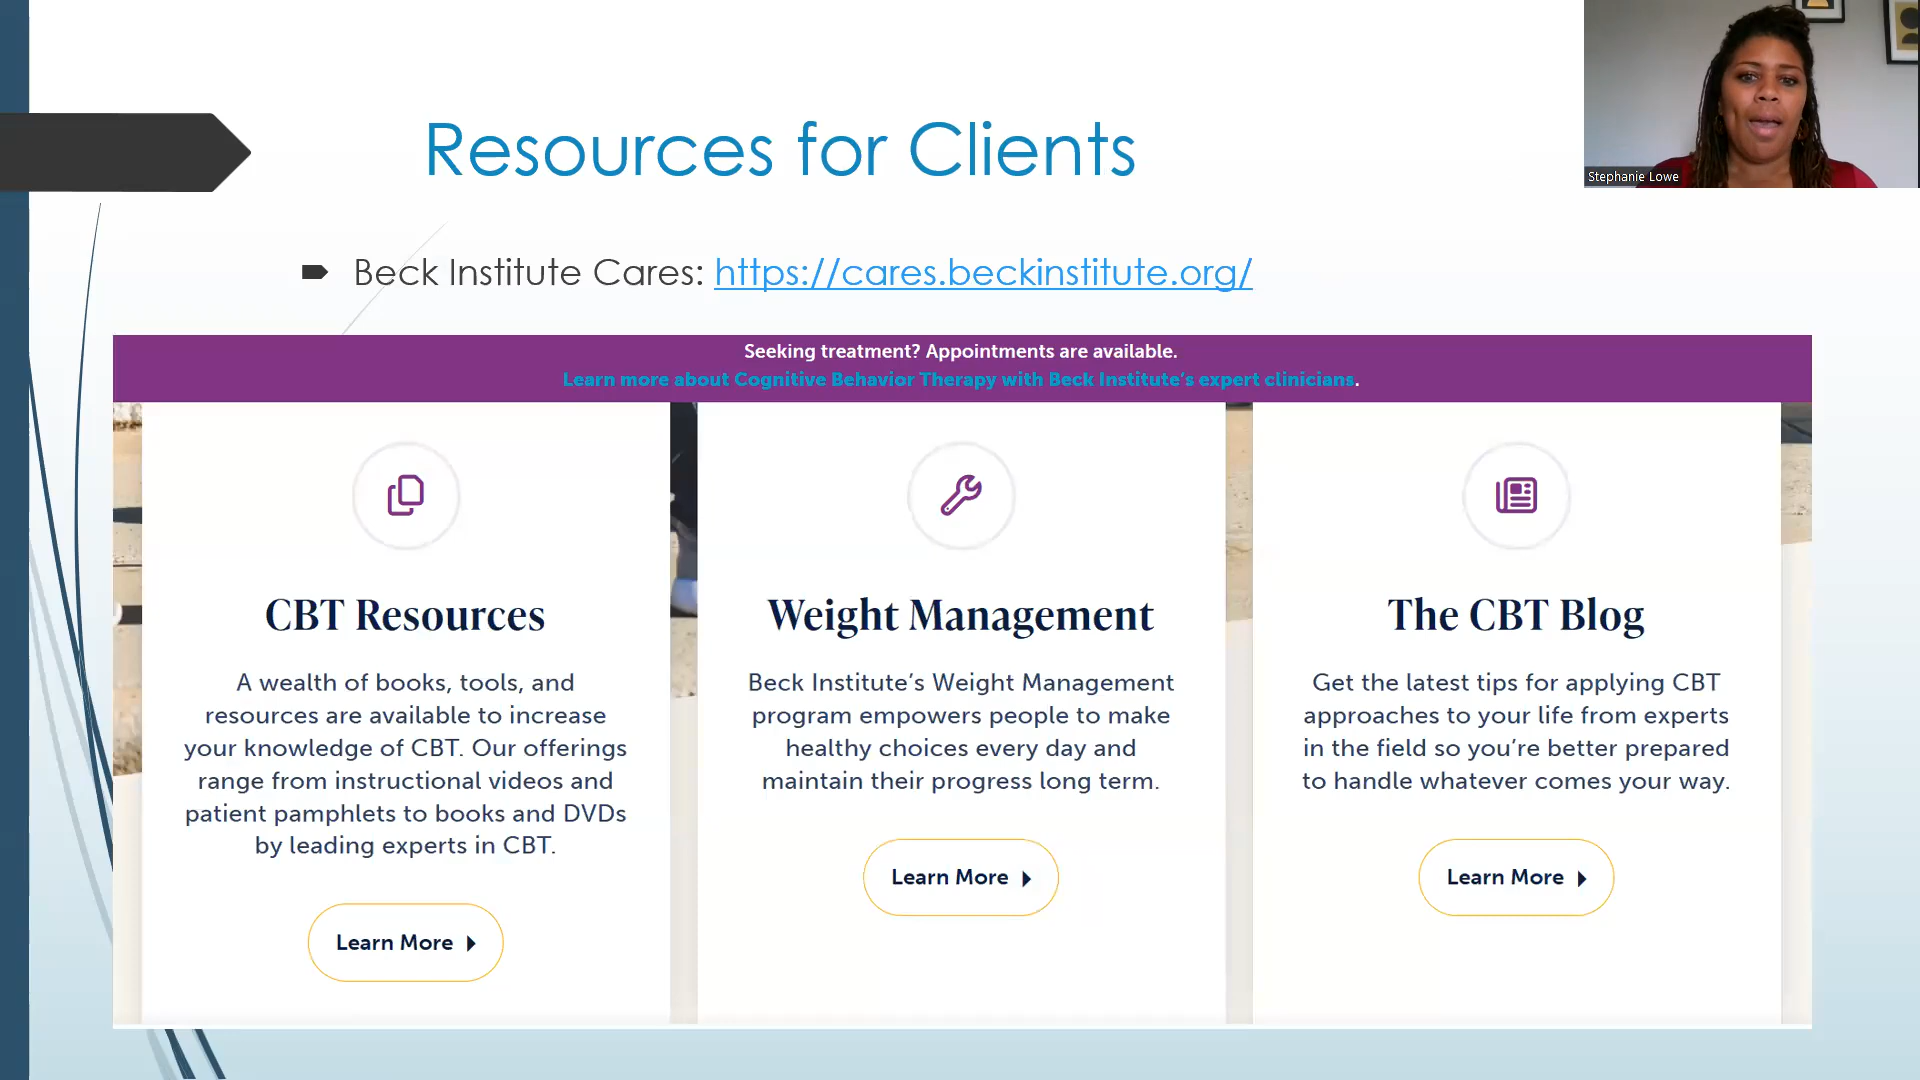 Resources for Clients
Stephanie Lowe
Beck Institute Cares: https://cares.beckinstitute.org/
Seeking treatment? Appointments are available.
Learn more about Cognitive Behavior Therapy with Beck Institute’s expert clinicians.
CBT Resources
A wealth of books, tools, and
resources are available to increase
your knowledge of CBT. Our offerings
range from instructional videos and
patient pamphlets to books and DVDs
by leading experts in CBT.
Learn More
Weight Management
Beck Institute’s Weight Management
program empowers people to make
healthy choices every day and
maintain their progress long term.
Learn More
The CBT Blog
Get the latest tips for applying CBT
approaches to your life from experts
in the field so you’re better prepared
to handle whatever comes your way.
Learn More